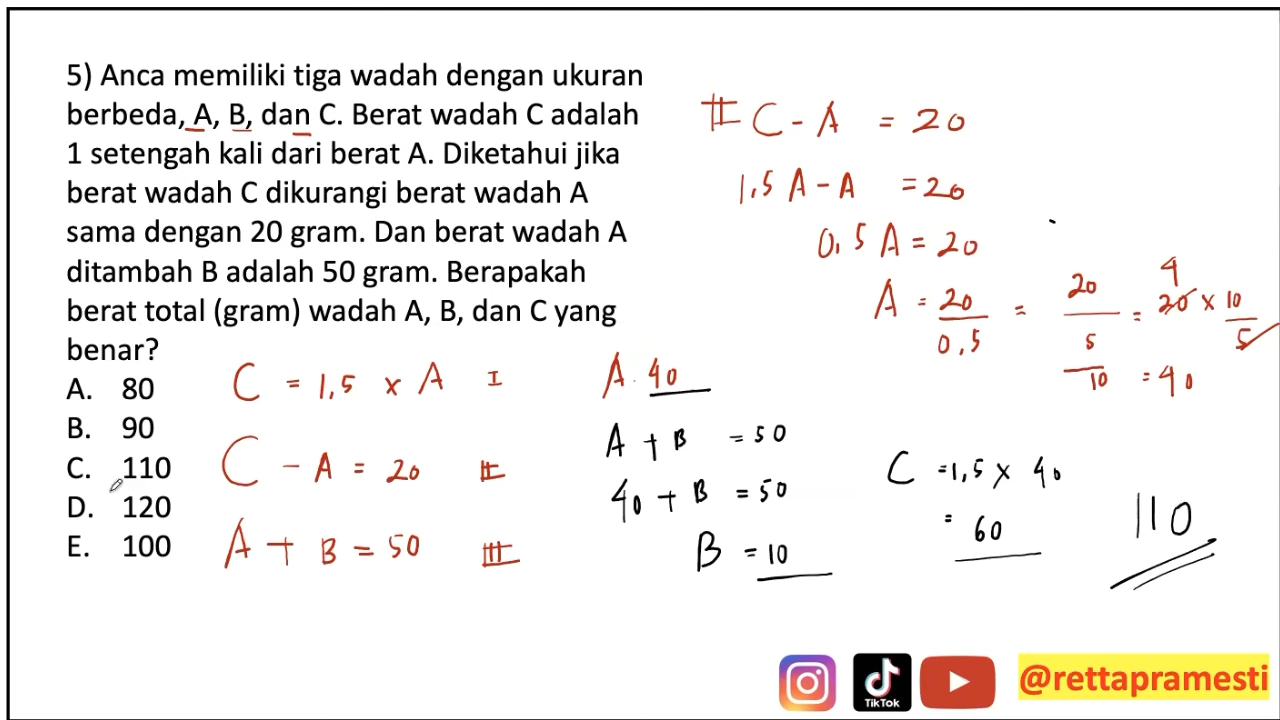 5) Anca memiliki tiga wadah dengan ukuran
berbeda, A, B, dan C. Berat wadah C adalah
1 setengah kali dari berat A. Diketahui jika
berat wadah C dikurangi berat wadah A
sama dengan 20 gram. Dan berat wadah A
ditambah B adalah 50 gram. Berapakah
berat total (gram) wadah A, B, dan C yang
benar?
A. 80
B. 90
C. 110
D. 120
E. 100
C = 1,5 x A I
C - A = 20 II
A + B = 50 III
II C - A = 20
1,5 A - A = 20
0,5 A = 20
A = 20/0,5 = 20/(5/10) = 20 x 10/5
4
= 40
A. 40
A + B = 50
40 + B = 50
B = 10
C = 1,5 x 40
= 60
110
TikTok
@rettapramesti